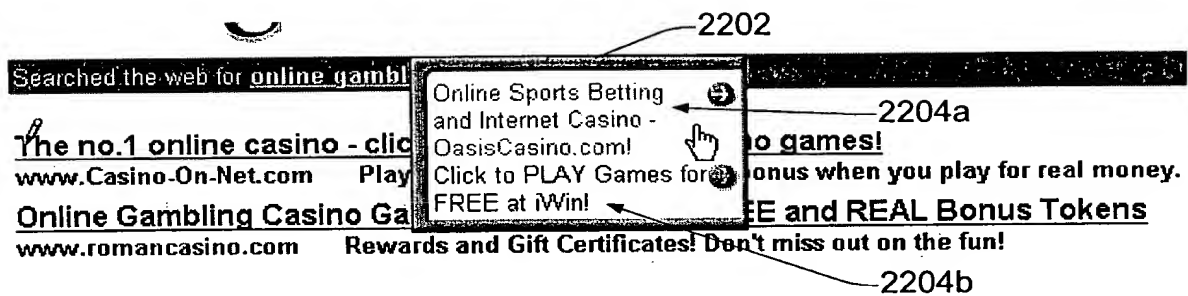 2202
Searched the web for online gambl
Online Sports Betting
and Internet Casino -
OasisCasino.com!
Click to PLAY Games for
FREE at iWin!
2204a
The no.1 online casino - clic o games!
www.Casino-On-Net.com Play onus when you play for real money.
Online Gambling Casino Ga EE and REAL Bonus Tokens
www.romancasino.com Rewards and Gift Certificates! Don't miss out on the fun!
2204b